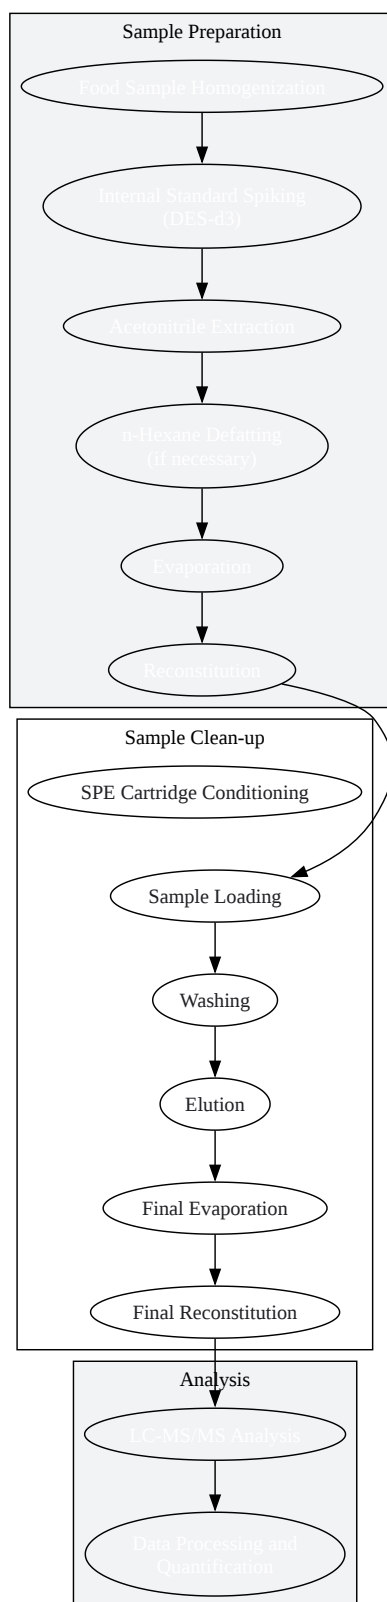 Sample Preparation
Food Sample Homogenization
Internal Standard Spiking
(DES-d3)
Acetonitrile Extraction
n-Hexane Defatting
(if necessary)
Evaporation
Reconstitution
Sample Clean-up
SPE Cartridge Conditioning
Sample Loading
Washing
Elution
Final Evaporation
Final Reconstitution
Analysis
LC-MS/MS Analysis
Data Processing and
Quantification